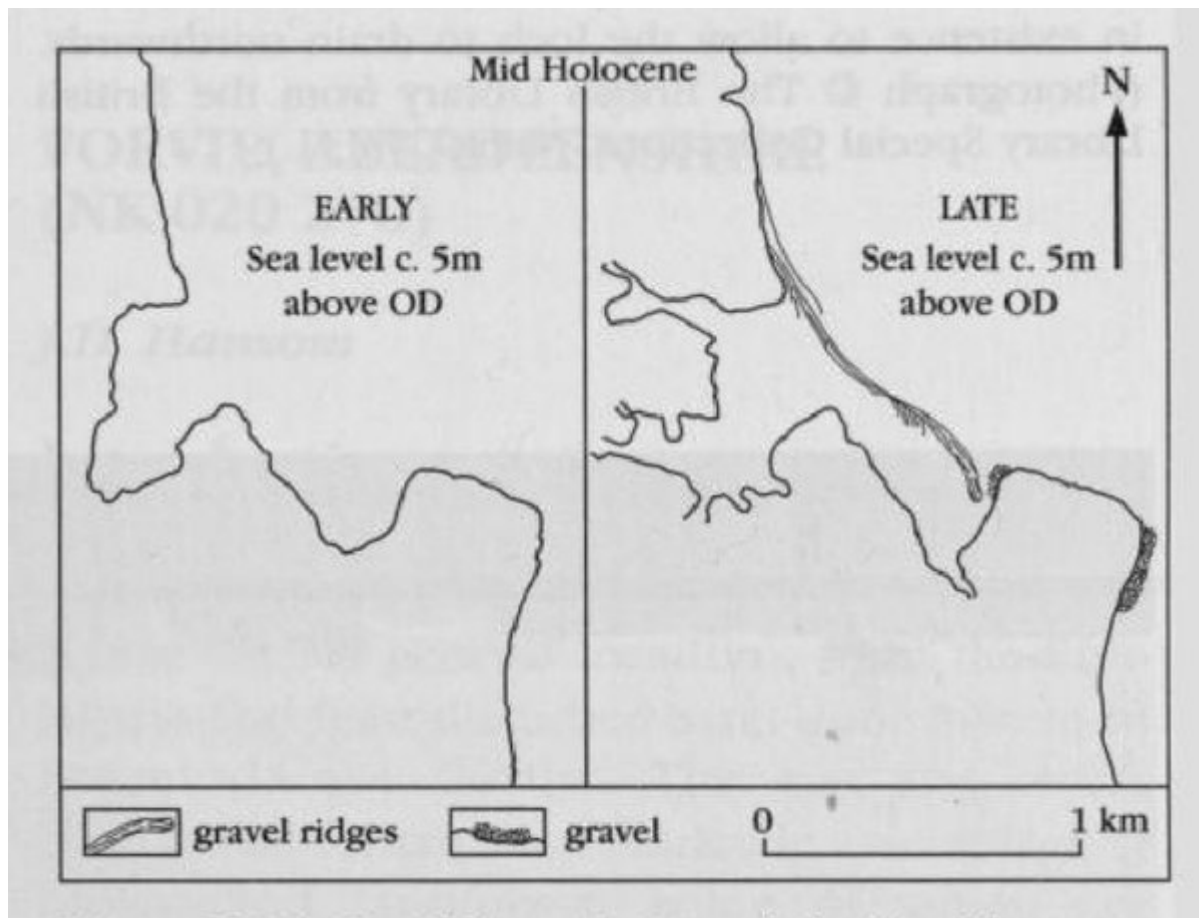 Mid Holocene
EARLY
Sea level c. 5m
above OD
N
LATE
Sea level c. 5m
above OD
gravel ridges
gravel
0
1 km